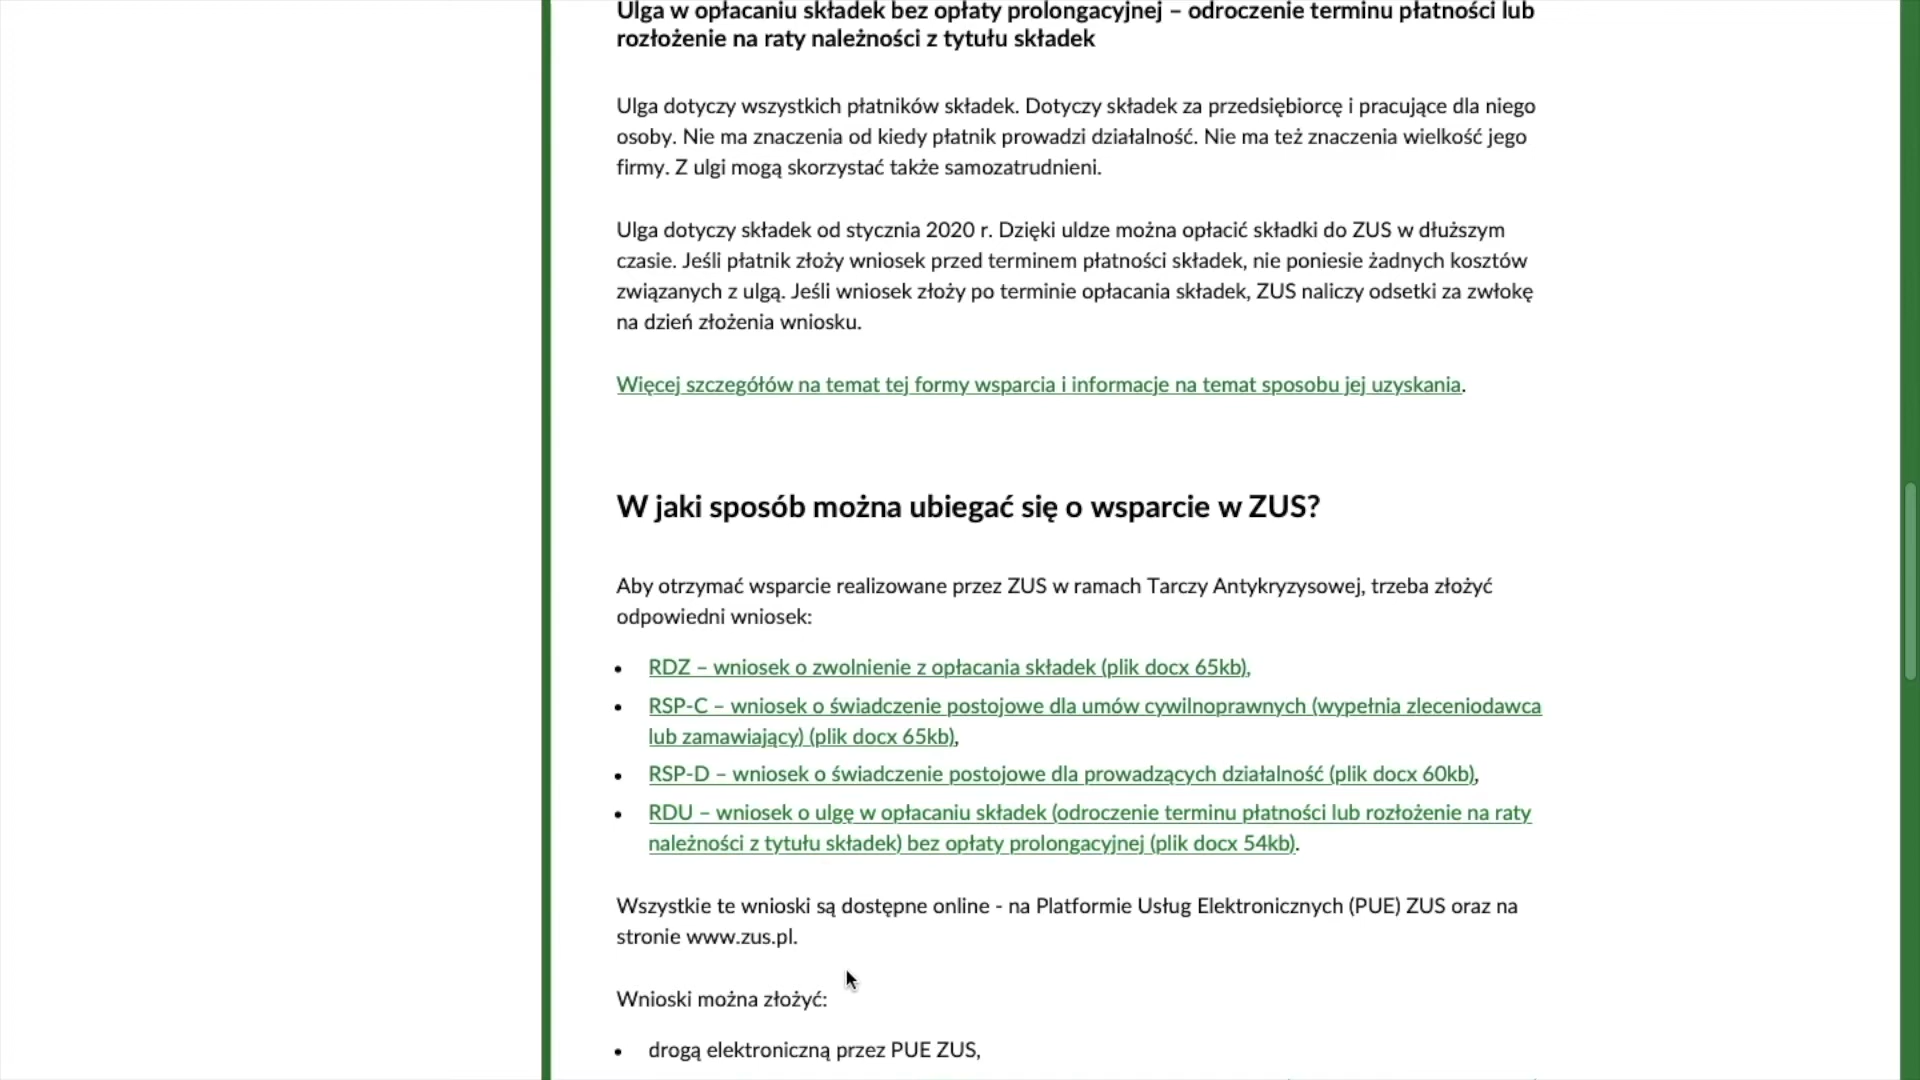 Ulga w opłacaniu składek bez opłaty prolongacyjnej – odroczenie terminu płatności lub
rozłożenie na raty należności z tytułu składek
Ulga dotyczy wszystkich płatników składek. Dotyczy składek za przedsiębiorcę i pracujące dla niego
osoby. Nie ma znaczenia od kiedy płatnik prowadzi działalność. Nie ma też znaczenia wielkość jego
firmy. Z ulgi mogą skorzystać także samozatrudnieni.
Ulga dotyczy składek od stycznia 2020 r. Dzięki uldze można opłacić składki do ZUS w dłuższym
czasie. Jeśli płatnik złoży wniosek przed terminem płatności składek, nie poniesie żadnych kosztów
związanych z ulgą. Jeśli wniosek złoży po terminie opłacania składek, ZUS naliczy odsetki za zwłokę
na dzień złożenia wniosku.
Więcej szczegółów na temat tej formy wsparcia i informacje na temat sposobu jej uzyskania.
W jaki sposób można ubiegać się o wsparcie w ZUS?
Aby otrzymać wsparcie realizowane przez ZUS w ramach Tarczy Antykryzysowej, trzeba złożyć
odpowiedni wniosek:
• RDZ – wniosek o zwolnienie z opłacania składek (plik docx 65kb),
• RSP-C – wniosek o świadczenie postojowe dla umów cywilnoprawnych (wypełnia zleceniodawca
lub zamawiający) (plik docx 65kb),
• RSP-D – wniosek o świadczenie postojowe dla prowadzących działalność (plik docx 60kb),
• RDU – wniosek o ulgę w opłacaniu składek (odroczenie terminu płatności lub rozłożenie na raty
należności z tytułu składek) bez opłaty prolongacyjnej (plik docx 54kb).
Wszystkie te wnioski są dostępne online - na Platformie Usług Elektronicznych (PUE) ZUS oraz na
stronie www.zus.pl.
Wnioski można złożyć:
• drogą elektroniczną przez PUE ZUS,